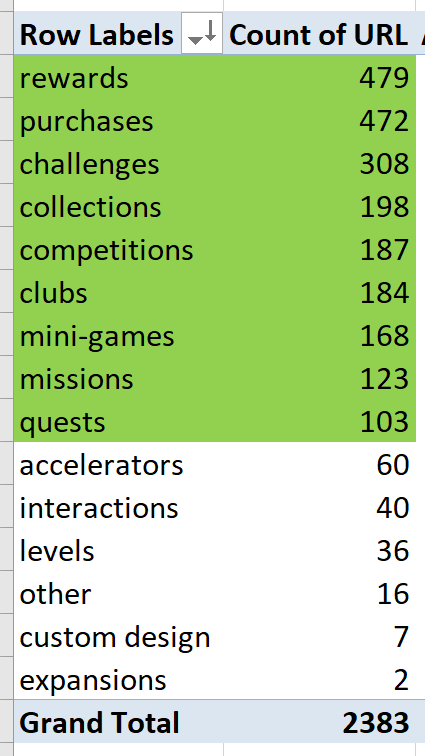 Row Labels Count of URL
rewards 479
purchases 472
challenges 308
collections 198
competitions 187
clubs 184
mini-games 168
missions 123
quests 103
accelerators 60
interactions 40
levels 36
other 16
custom design 7
expansions 2
Grand Total 2383